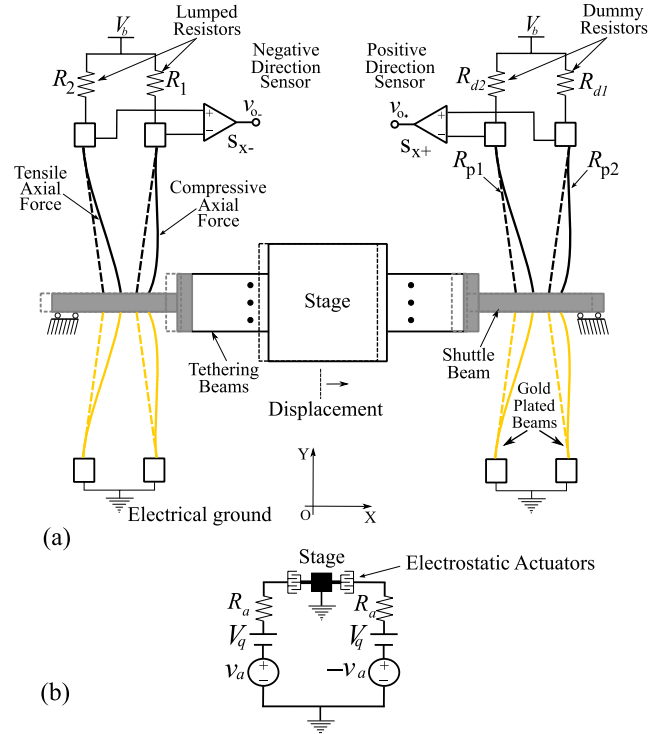 V_b
Lumped
Resistors
R_2
R_1
Negative
Direction
Sensor
v_o-
S_x-
+
−
Positive
Direction
Sensor
v_o+
S_x+
+
−
V_b
Dummy
Resistors
R_d2
R_d1
R_p1
R_p2
Tensile
Axial
Force
Compressive
Axial
Force
Stage
Tethering
Beams
Shuttle
Beam
Displacement
Gold
Plated
Beams
Electrical ground
Y
O
X
(a)
Stage
Electrostatic Actuators
R_a
R_a
V_q
V_q
v_a
+
−
−v_a
+
−
(b)